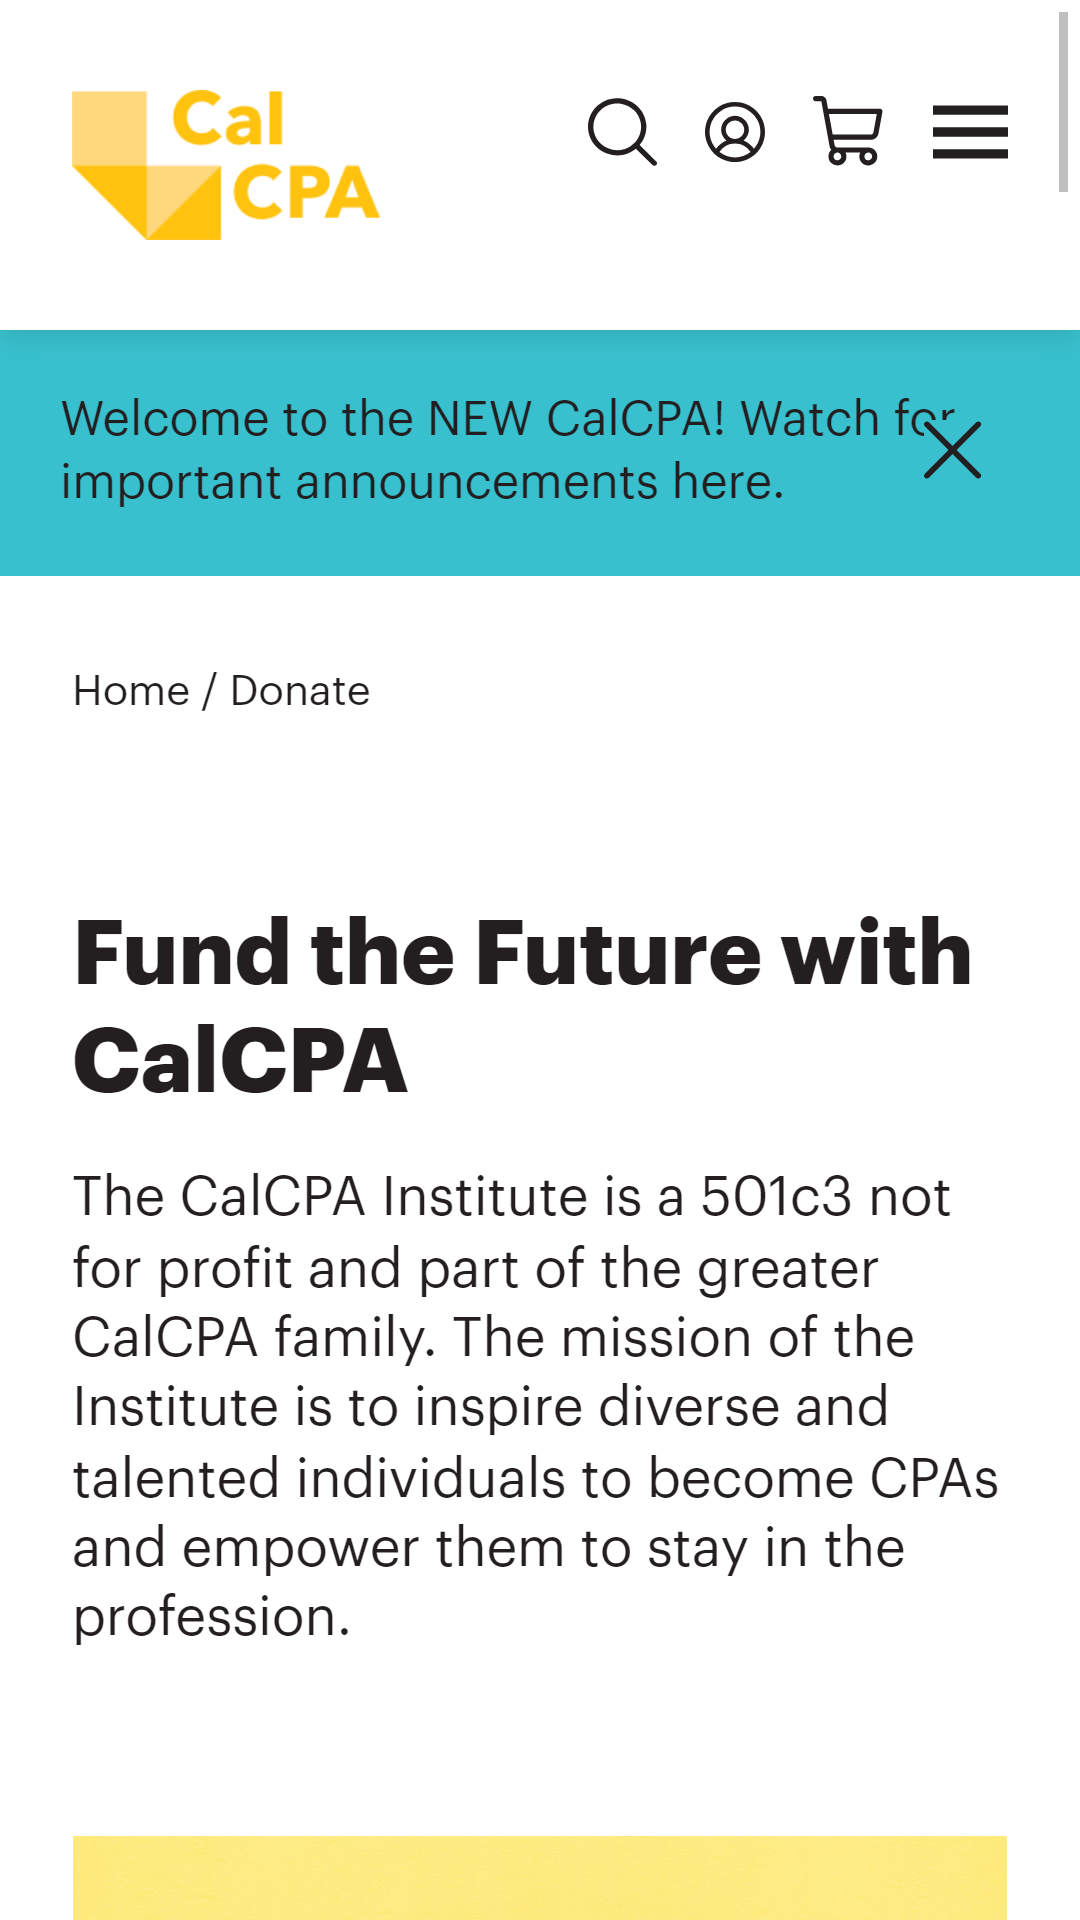 Cal
CPA
Welcome to the NEW CalCPA! Watch for
important announcements here.
Home / Donate
Fund the Future with
CalCPA
The CalCPA Institute is a 501c3 not
for profit and part of the greater
CalCPA family. The mission of the
Institute is to inspire diverse and
talented individuals to become CPAs
and empower them to stay in the
profession.